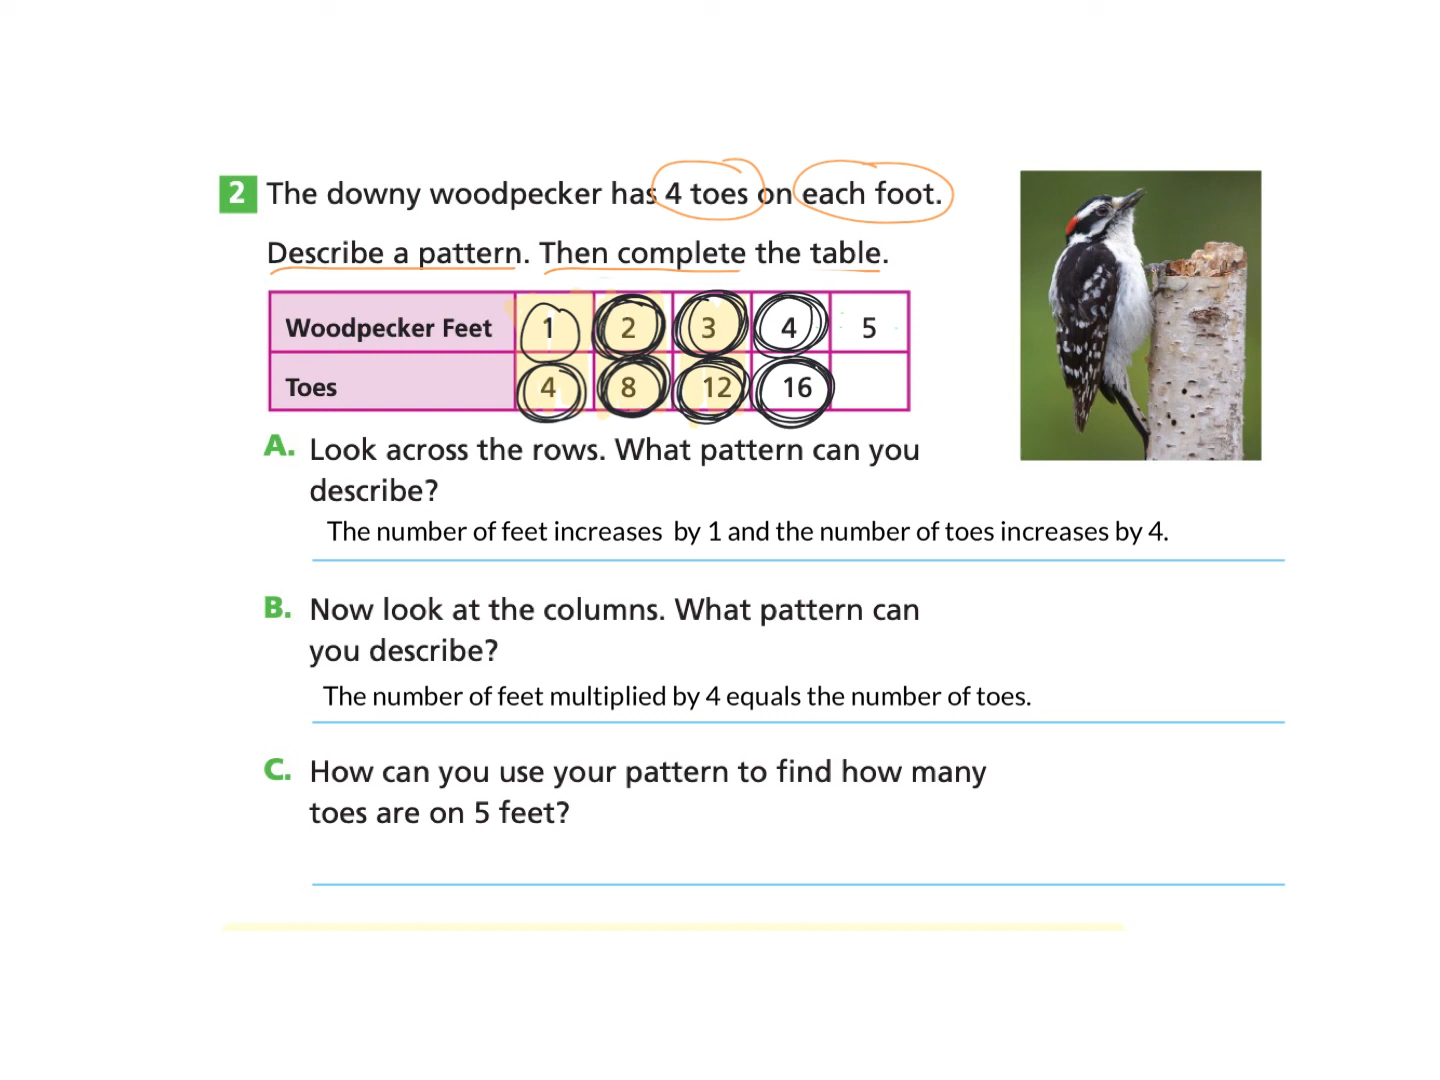 2 The downy woodpecker has 4 toes on each foot.
Describe a pattern. Then complete the table.
Woodpecker Feet 1 2 3 4 5
Toes 4 8 12 16
A. Look across the rows. What pattern can you
describe?
The number of feet increases by 1 and the number of toes increases by 4.
B. Now look at the columns. What pattern can
you describe?
The number of feet multiplied by 4 equals the number of toes.
C. How can you use your pattern to find how many
toes are on 5 feet?